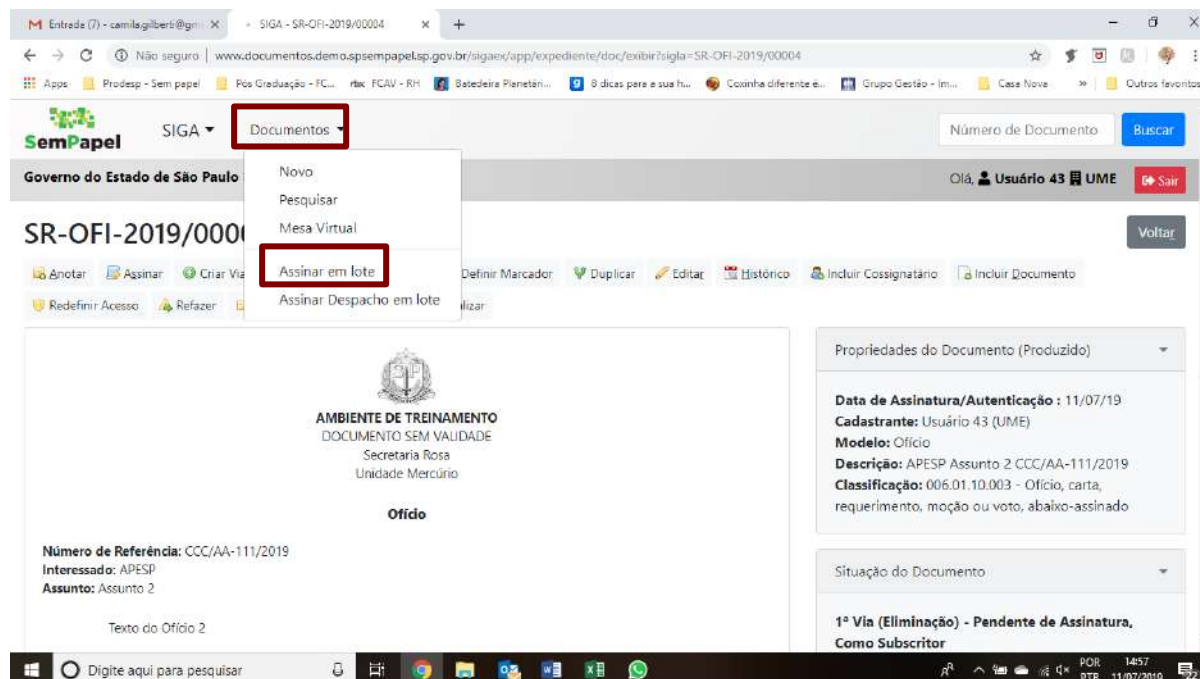 Entrada (7) - camila.gilberti@gm
SIGA - SR-OFI-2019/00004
Não seguro | www.documentos.demo.spsempapel.sp.gov.br/sigaex/app/expediente/doc/exibir?sigla=SR-OFI-2019/00004
Apps Prodesp - Sem papel Pós Graduação - FC... FCAV - RH Batedeira Planetári... 8 dicas para a sua h... Coxinha diferente e... Grupo Gestão - Im... Casa Nova » Outros favoritos
SemPapel SIGA Documentos Número de Documento Buscar
Governo do Estado de São Paulo Olá, Usuário 43 UME Sair
Novo
Pesquisar
Mesa Virtual
Assinar em lote
Assinar Despacho em lote
SR-OFI-2019/000 Voltar
Anotar Assinar Criar Via Definir Marcador Duplicar Editar Histórico Incluir Cossignatário Incluir Documento
Redefinir Acesso Refazer lizar
AMBIENTE DE TREINAMENTO
DOCUMENTO SEM VALIDADE
Secretaria Rosa
Unidade Mercúrio
Ofício
Número de Referência: CCC/AA-111/2019
Interessado: APESP
Assunto: Assunto 2
Texto do Ofício 2
Propriedades do Documento (Produzido)
Data de Assinatura/Autenticação : 11/07/19
Cadastrante: Usuário 43 (UME)
Modelo: Ofício
Descrição: APESP Assunto 2 CCC/AA-111/2019
Classificação: 006.01.10.003 - Ofício, carta,
requerimento, moção ou voto, abaixo-assinado
Situação do Documento
1ª Via (Eliminação) - Pendente de Assinatura,
Como Subscritor
Digite aqui para pesquisar
POR 14:57
PTB 11/07/2019